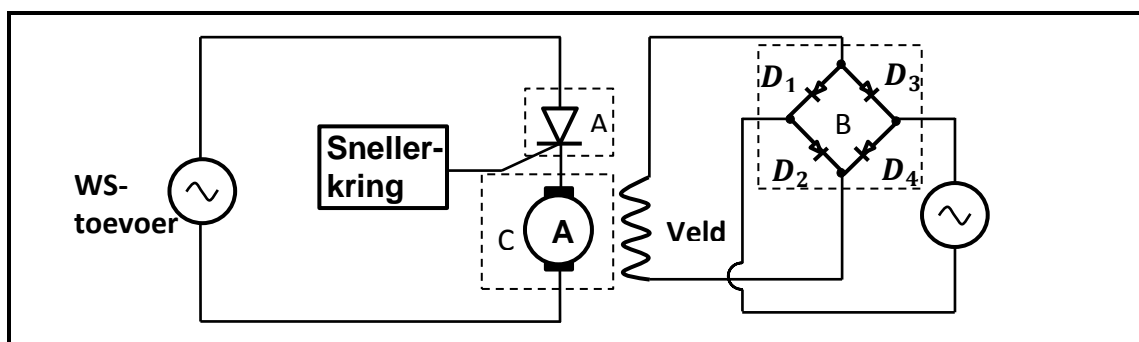 D₁ D₃
A B
Sneller-
kring
D₂ D₄
WS-
toevoer
C A Veld